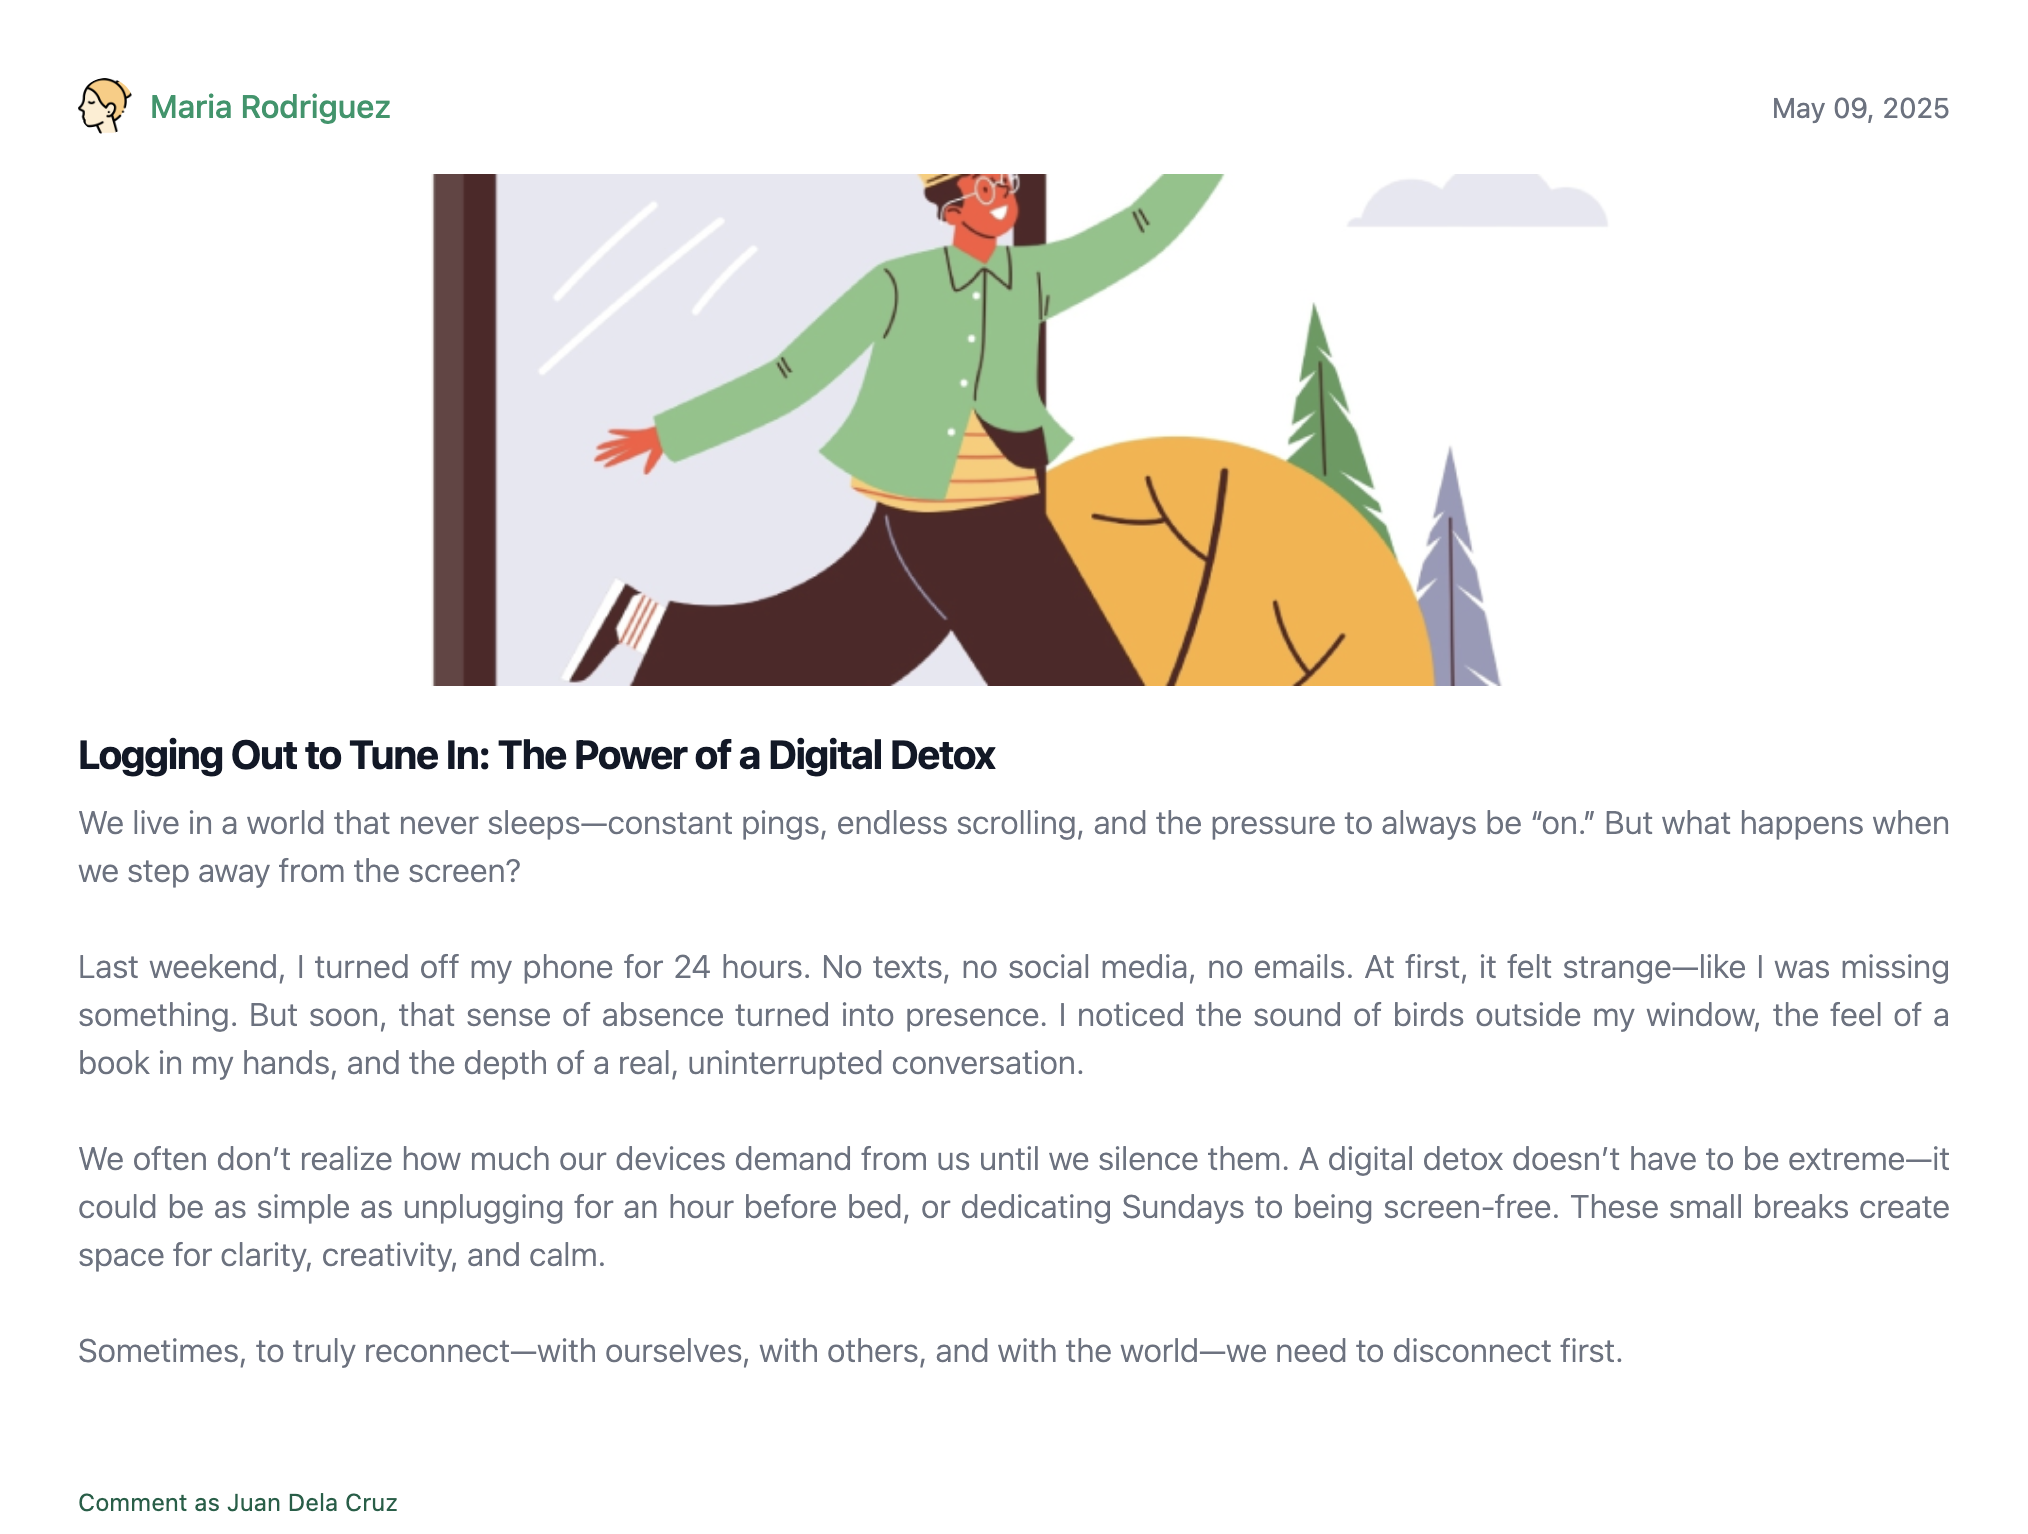 Maria Rodriguez
May 09, 2025
Logging Out to Tune In: The Power of a Digital Detox
We live in a world that never sleeps—constant pings, endless scrolling, and the pressure to always be “on.” But what happens when
we step away from the screen?
Last weekend, I turned off my phone for 24 hours. No texts, no social media, no emails. At first, it felt strange—like I was missing
something. But soon, that sense of absence turned into presence. I noticed the sound of birds outside my window, the feel of a
book in my hands, and the depth of a real, uninterrupted conversation.
We often don’t realize how much our devices demand from us until we silence them. A digital detox doesn’t have to be extreme—it
could be as simple as unplugging for an hour before bed, or dedicating Sundays to being screen-free. These small breaks create
space for clarity, creativity, and calm.
Sometimes, to truly reconnect—with ourselves, with others, and with the world—we need to disconnect first.
Comment as Juan Dela Cruz